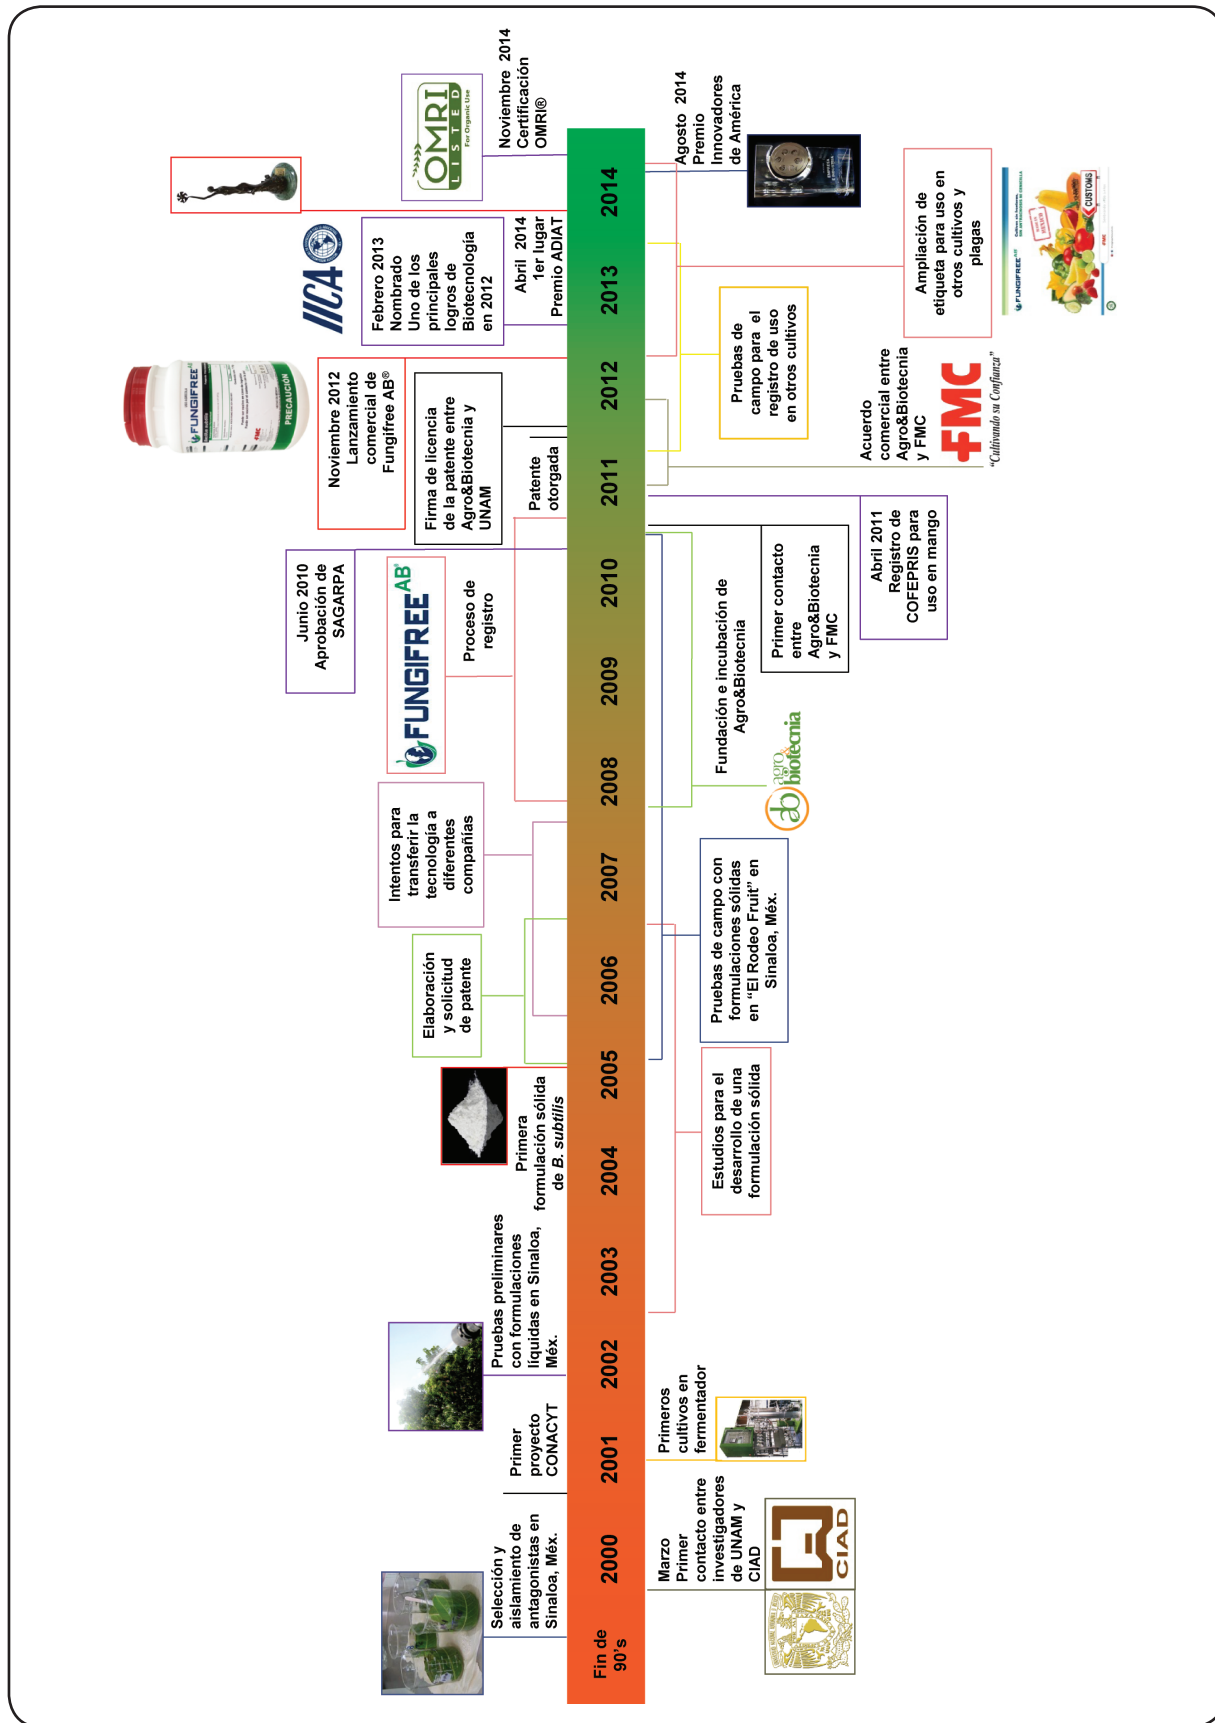 Selección y
aislamiento de
antagonistas en
Sinaloa, Méx.
Primer
proyecto
CONACYT
Pruebas preliminares
con formulaciones
líquidas en Sinaloa,
Méx.
Primera
formulación sólida
de B. subtilis
Elaboración
y solicitud
de patente
Intentos para
transferir la
tecnología a
diferentes
compañías
FUNGIFREE AB®
Proceso de
registro
Junio 2010
Aprobación de
SAGARPA
Patente
otorgada
Firma de licencia
de la patente entre
Agro&Biotecnia y
UNAM
FUNGIFREE AB
FMC
PRECAUCIÓN
Noviembre 2012
Lanzamiento
comercial de
Fungifree AB®
IICA
Febrero 2013
Nombrado
Uno de los
principales
logros de
Biotecnología
en 2012
Abril 2014
1er lugar
Premio ADIAT
OMRI
LISTED
For Organic Use
Noviembre 2014
Certificación
OMRI®
Fin de
90’s
2000
2001
2002
2003
2004
2005
2006
2007
2008
2009
2010
2011
2012
2013
2014
Marzo
Primer
contacto entre
investigadores
de UNAM y
CIAD
CIAD
Primeros
cultivos en
fermentador
Estudios para el
desarrollo de una
formulación sólida
Pruebas de campo con
formulaciones sólidas
en “El Rodeo Fruit” en
Sinaloa, Méx.
Fundación e incubación de
Agro&Biotecnia
ab agro&
biotecnia
Primer contacto
entre
Agro&Biotecnia
y FMC
Abril 2011
Registro de
COFEPRIS para
uso en mango
Acuerdo
comercial entre
Agro&Biotecnia
y FMC
FMC
“Cultivando su Confianza”
Pruebas de
campo para el
registro de uso
en otros cultivos
Ampliación de
etiqueta para uso en
otros cultivos y
plagas
FUNGIFREE AB
CUSTOMS
FMC
Agosto 2014
Premio
Innovadores
de América